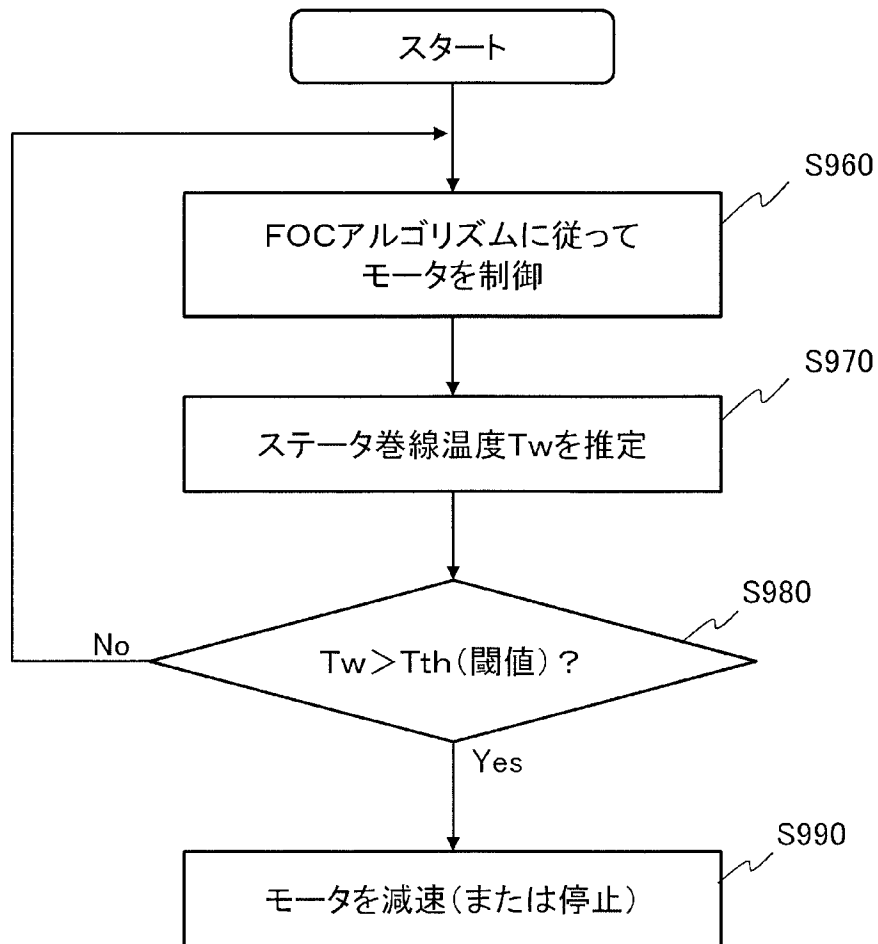 スタート
S960
FOCアルゴリズムに従って
モータを制御
S970
ステータ巻線温度Twを推定
S980
No
Tw＞Tth（閾値）？
Yes
S990
モータを減速（または停止）